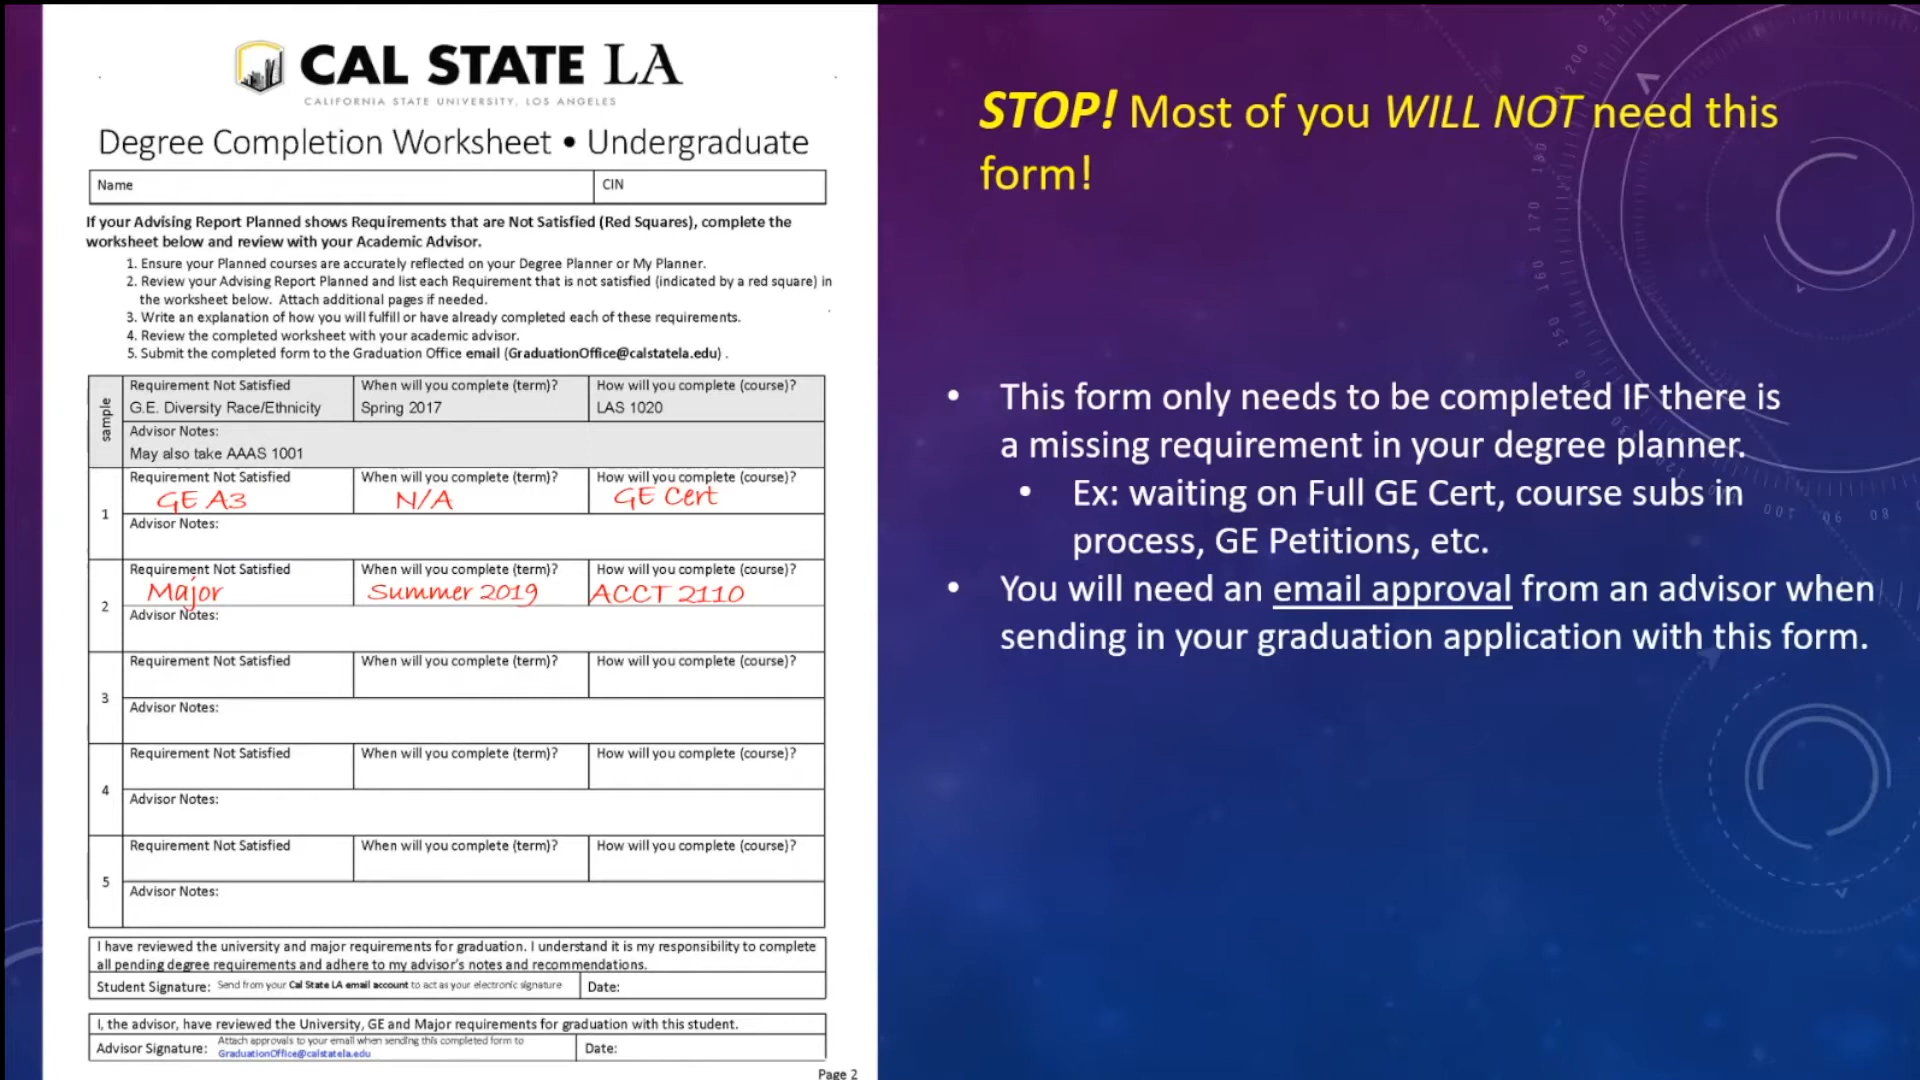 CAL STATE LA
CALIFORNIA STATE UNIVERSITY, LOS ANGELES
Degree Completion Worksheet • Undergraduate
Name
CIN
If your Advising Report Planned shows Requirements that are Not Satisfied (Red Squares), complete the
worksheet below and review with your Academic Advisor.
1. Ensure your Planned courses are accurately reflected on your Degree Planner or My Planner.
2. Review your Advising Report Planned and list each Requirement that is not satisfied (indicated by a red square) in
the worksheet below. Attach additional pages if needed.
3. Write an explanation of how you will fulfill or have already completed each of these requirements.
4. Review the completed worksheet with your academic advisor.
5. Submit the completed form to the Graduation Office email (GraduationOffice@calstatela.edu) .
sample
Requirement Not Satisfied
G.E. Diversity Race/Ethnicity
When will you complete (term)?
Spring 2017
How will you complete (course)?
LAS 1020
Advisor Notes:
May also take AAAS 1001
1
Requirement Not Satisfied
GE A3
When will you complete (term)?
N/A
How will you complete (course)?
GE Cert
Advisor Notes:
2
Requirement Not Satisfied
Major
When will you complete (term)?
Summer 2019
How will you complete (course)?
ACCT 2110
Advisor Notes:
3
Requirement Not Satisfied
When will you complete (term)?
How will you complete (course)?
Advisor Notes:
4
Requirement Not Satisfied
When will you complete (term)?
How will you complete (course)?
Advisor Notes:
5
Requirement Not Satisfied
When will you complete (term)?
How will you complete (course)?
Advisor Notes:
I have reviewed the university and major requirements for graduation. I understand it is my responsibility to complete
all pending degree requirements and adhere to my advisor's notes and recommendations.
Student Signature: Send from your Cal State LA email account to act as your electronic signature
Date:
I, the advisor, have reviewed the University, GE and Major requirements for graduation with this student.
Advisor Signature: Attach approvals to your email when sending this completed form to
GraduationOffice@calstatela.edu
Date:
Page 2
STOP! Most of you WILL NOT need this
form!
• This form only needs to be completed IF there is
a missing requirement in your degree planner.
• Ex: waiting on Full GE Cert, course subs in
process, GE Petitions, etc.
• You will need an email approval from an advisor when
sending in your graduation application with this form.